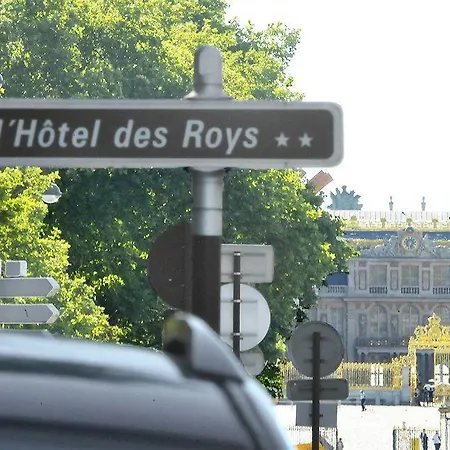 l'Hôtel des Roys ★★